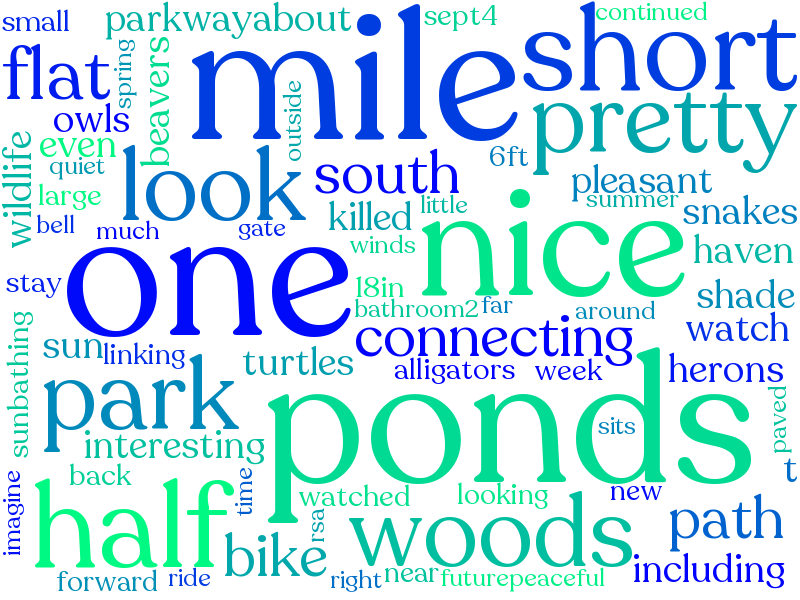 small
parkwayabout
sept4
continued
flat
spring
mile
short
owls
beavers
outside
pretty
even
quiet
wildlife
large
look
south
6ft
pleasant
killed
little
summer
snakes
bell
much
gate
one
winds
nice
haven
stay
18in
bathroom2
far
around
shade
sunbathing
sun
linking
connecting
watch
turtles
alligators
week
herons
park
ponds
sits
paved
interesting
back
t
imagine
half
time
watched
looking
new
rsa
woods
path
bike
forward
ride
right
near
futurepeaceful
including